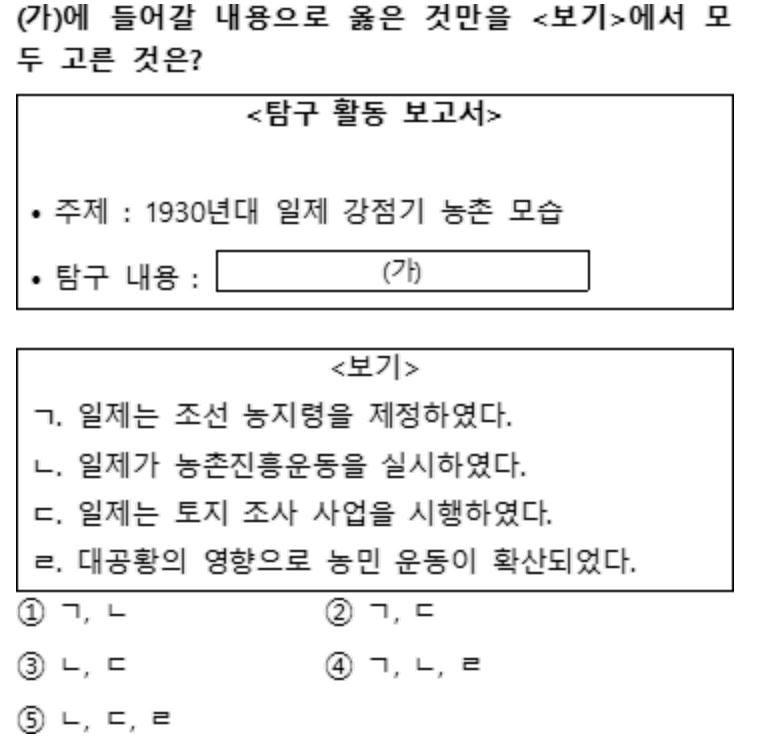 (가)에 들어갈 내용으로 옳은 것만을 <보기>에서 모
두 고른 것은?
<탐구 활동 보고서>
• 주제 : 1930년대 일제 강점기 농촌 모습
• 탐구 내용 : (가)
<보기>
ㄱ. 일제는 조선 농지령을 제정하였다.
ㄴ. 일제가 농촌진흥운동을 실시하였다.
ㄷ. 일제는 토지 조사 사업을 시행하였다.
ㄹ. 대공황의 영향으로 농민 운동이 확산되었다.
① ㄱ, ㄴ ② ㄱ, ㄷ
③ ㄴ, ㄷ ④ ㄱ, ㄴ, ㄹ
⑤ ㄴ, ㄷ, ㄹ